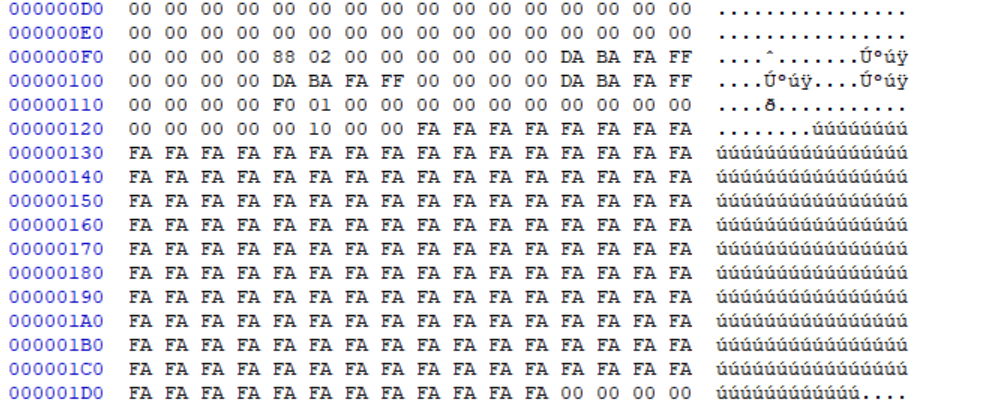 000000D0 00 00 00 00 00 00 00 00 00 00 00 00 00 00 00 00 ................
000000E0 00 00 00 00 00 00 00 00 00 00 00 00 00 00 00 00 ................
000000F0 00 00 00 00 88 02 00 00 00 00 00 00 DA BA FA FF ....ˆ.......Úºúÿ
00000100 00 00 00 00 DA BA FA FF 00 00 00 00 DA BA FA FF ....Úºúÿ....Úºúÿ
00000110 00 00 00 00 F0 01 00 00 00 00 00 00 00 00 00 00 ....ð...........
00000120 00 00 00 00 00 10 00 00 FA FA FA FA FA FA FA FA ........úúúúúúúú
00000130 FA FA FA FA FA FA FA FA FA FA FA FA FA FA FA FA úúúúúúúúúúúúúúúú
00000140 FA FA FA FA FA FA FA FA FA FA FA FA FA FA FA FA úúúúúúúúúúúúúúúú
00000150 FA FA FA FA FA FA FA FA FA FA FA FA FA FA FA FA úúúúúúúúúúúúúúúú
00000160 FA FA FA FA FA FA FA FA FA FA FA FA FA FA FA FA úúúúúúúúúúúúúúúú
00000170 FA FA FA FA FA FA FA FA FA FA FA FA FA FA FA FA úúúúúúúúúúúúúúúú
00000180 FA FA FA FA FA FA FA FA FA FA FA FA FA FA FA FA úúúúúúúúúúúúúúúú
00000190 FA FA FA FA FA FA FA FA FA FA FA FA FA FA FA FA úúúúúúúúúúúúúúúú
000001A0 FA FA FA FA FA FA FA FA FA FA FA FA FA FA FA FA úúúúúúúúúúúúúúúú
000001B0 FA FA FA FA FA FA FA FA FA FA FA FA FA FA FA FA úúúúúúúúúúúúúúúú
000001C0 FA FA FA FA FA FA FA FA FA FA FA FA FA FA FA FA úúúúúúúúúúúúúúúú
000001D0 FA FA FA FA FA FA FA FA FA FA FA FA 00 00 00 00 úúúúúúúúúúúú....